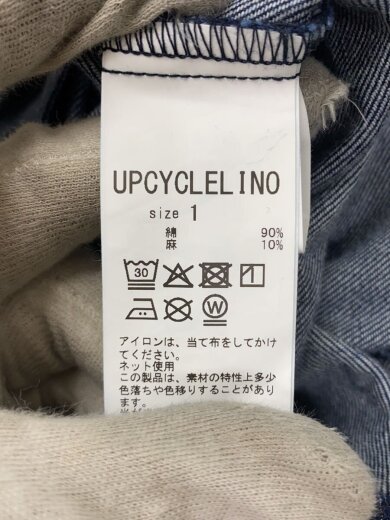 UPCYCLELINO
size 1
綿 90%
麻 10%
30
W
アイロンは、当て布をしてかけ
てください。
ネット使用
この製品は、素材の特性上多少
色落ちや色移りすることがあり
ます。